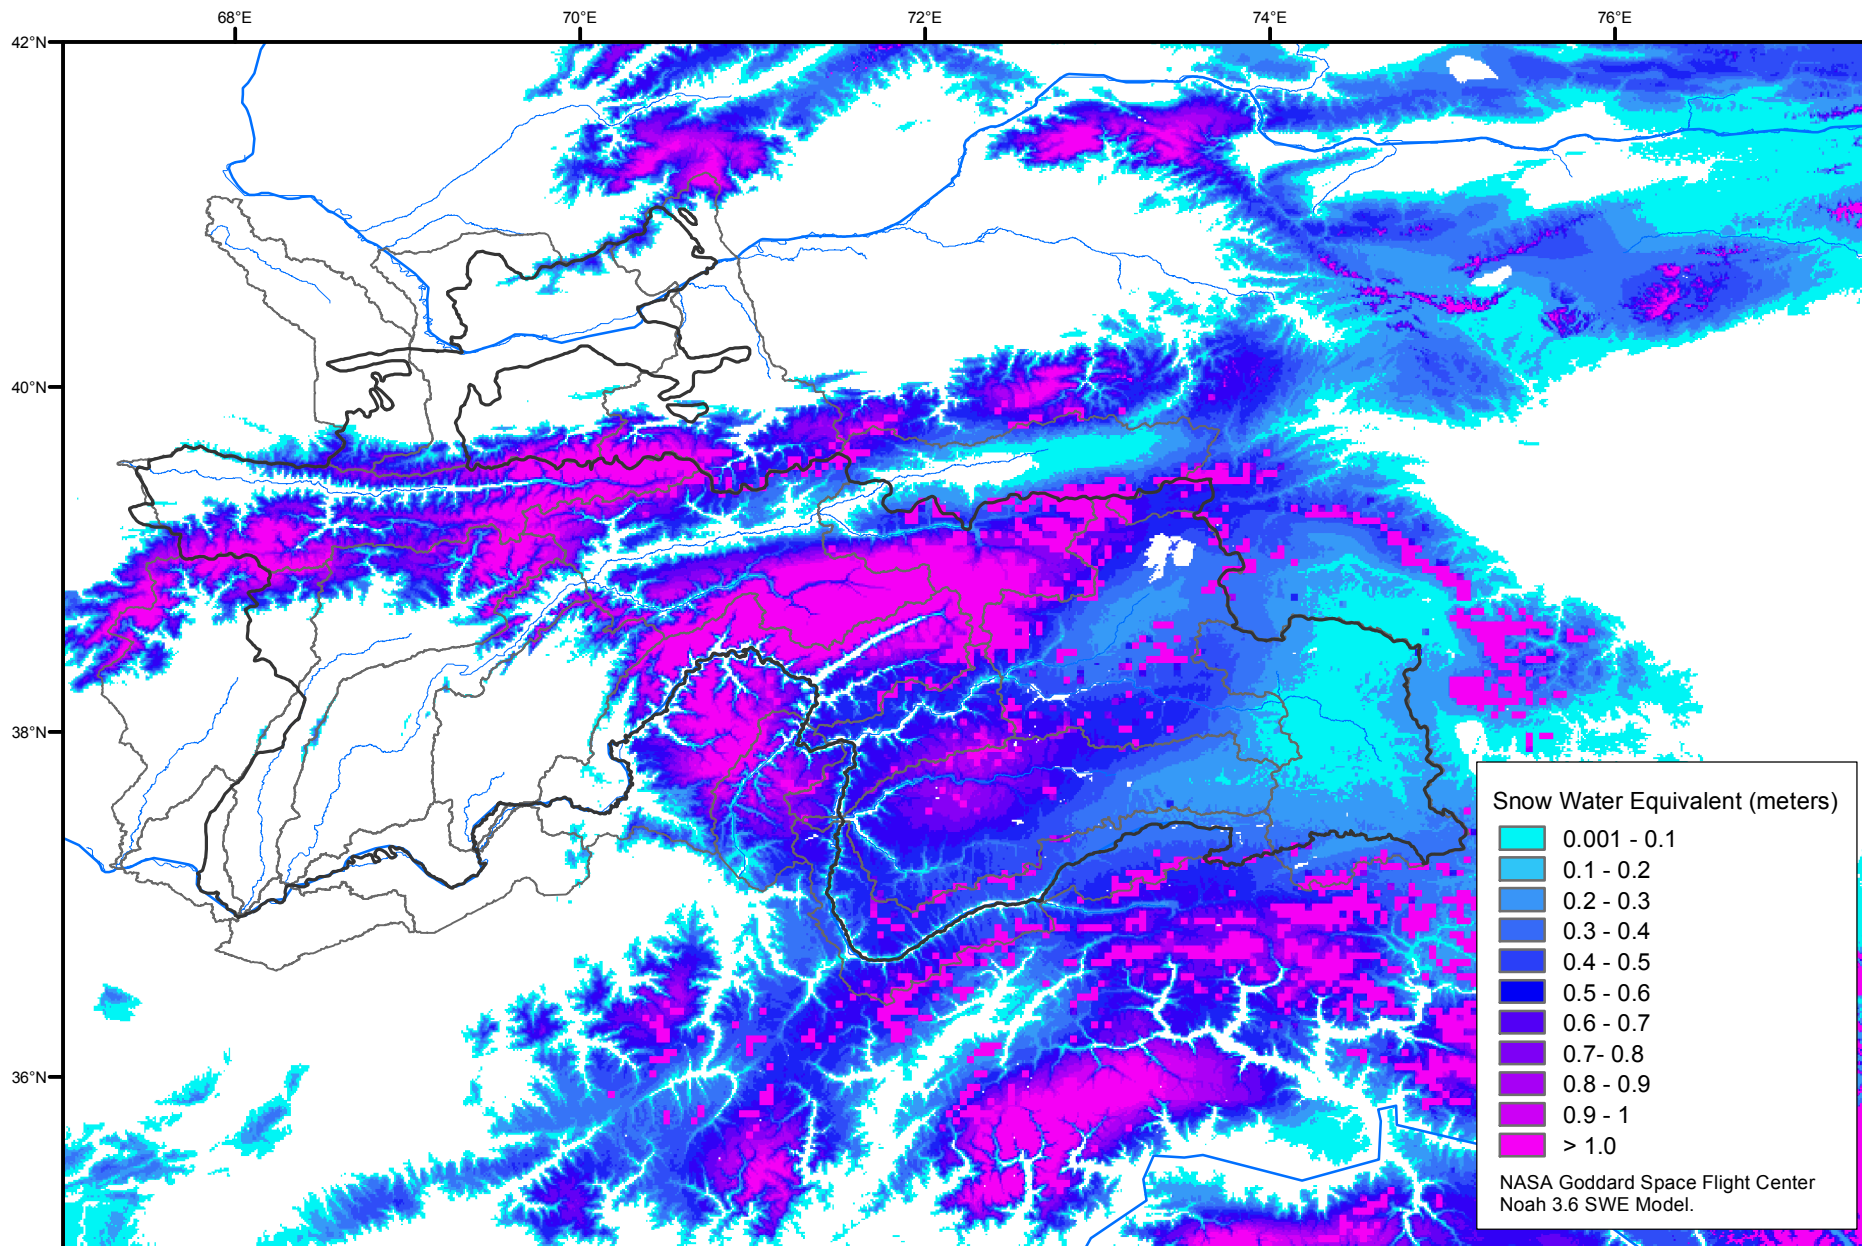 68°E
70°E
72°E
74°E
76°E
42°N
40°N
38°N
36°N
Snow Water Equivalent (meters)
0.001 - 0.1
0.1 - 0.2
0.2 - 0.3
0.3 - 0.4
0.4 - 0.5
0.5 - 0.6
0.6 - 0.7
0.7- 0.8
0.8 - 0.9
0.9 - 1
> 1.0
NASA Goddard Space Flight Center
Noah 3.6 SWE Model.